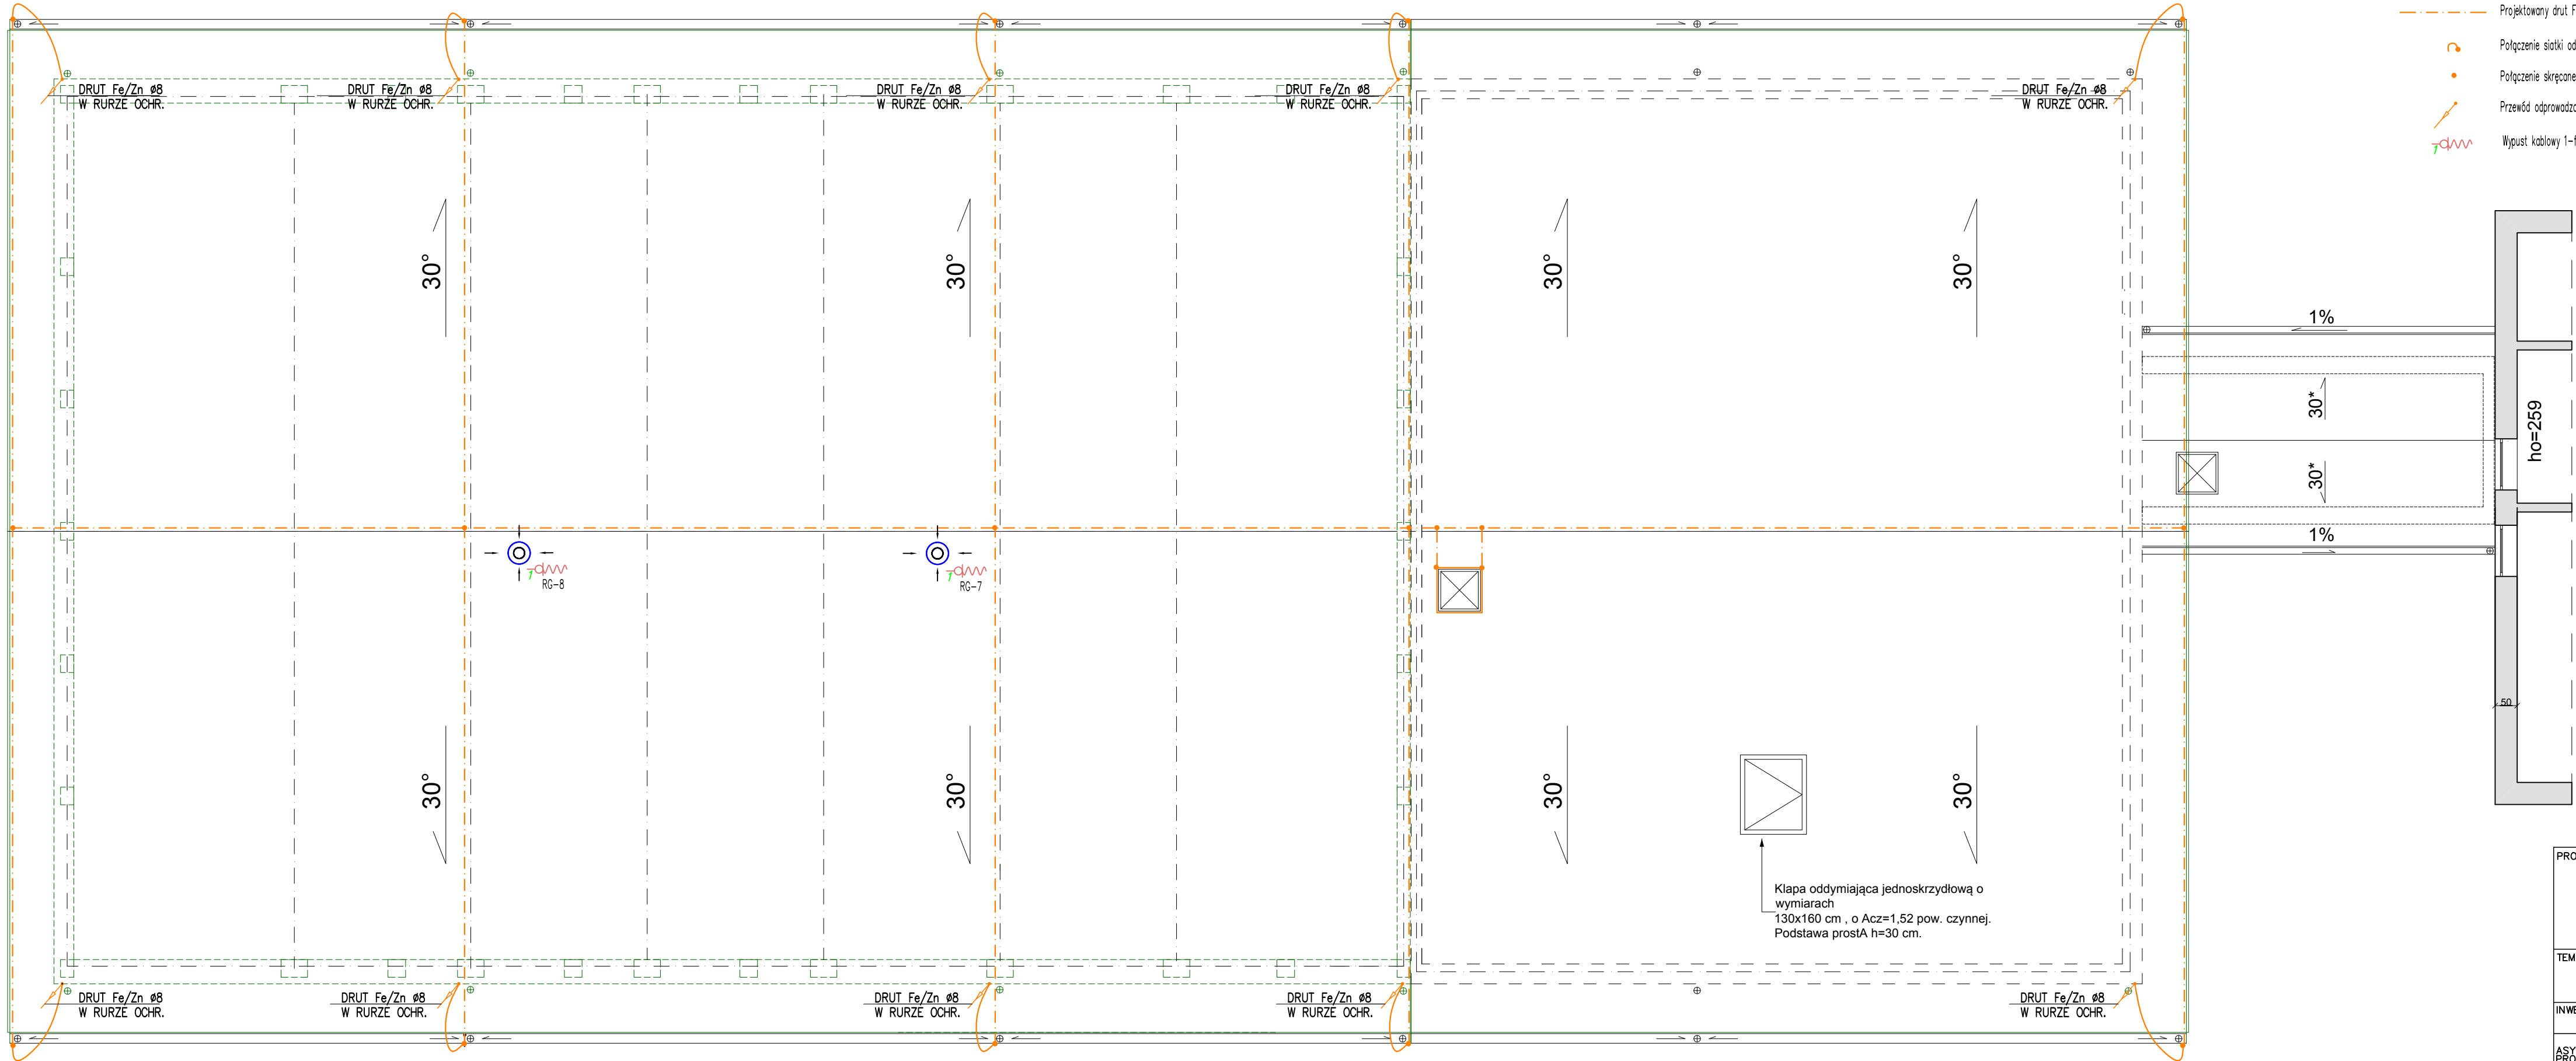 Projektowany drut F
Połączenie siatki od
Połączenie skręcane
Przewód odprowadza
Wypust kablowy 1-f
DRUT Fe/Zn ø8
W RURZE OCHR.
DRUT Fe/Zn ø8
W RURZE OCHR.
DRUT Fe/Zn ø8
W RURZE OCHR.
DRUT Fe/Zn ø8
W RURZE OCHR.
DRUT Fe/Zn ø8
W RURZE OCHR.
30°
30°
30°
30°
1%
30*
ho=259
30*
1%
RG-8
RG-7
50
30°
30°
30°
30°
Klapa oddymiająca jednoskrzydłową o
wymiarach
130x160 cm , o Acz=1,52 pow. czynnej.
Podstawa prostA h=30 cm.
PRO
TEM
INWE
ASY
PRO
DRUT Fe/Zn ø8
W RURZE OCHR.
DRUT Fe/Zn ø8
W RURZE OCHR.
DRUT Fe/Zn ø8
W RURZE OCHR.
DRUT Fe/Zn ø8
W RURZE OCHR.
DRUT Fe/Zn ø8
W RURZE OCHR.